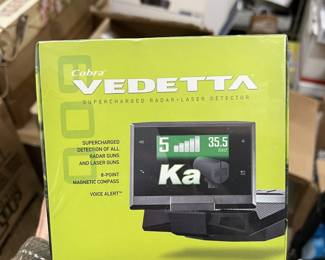 Cobra
VEDETTA
SUPERCHARGED RADAR·LASER DETECTOR
SUPERCHARGED
DETECTION OF ALL
RADAR GUNS
AND LASER GUNS
8-POINT
MAGNETIC COMPASS
VOICE ALERT™
5 35.5
Ka